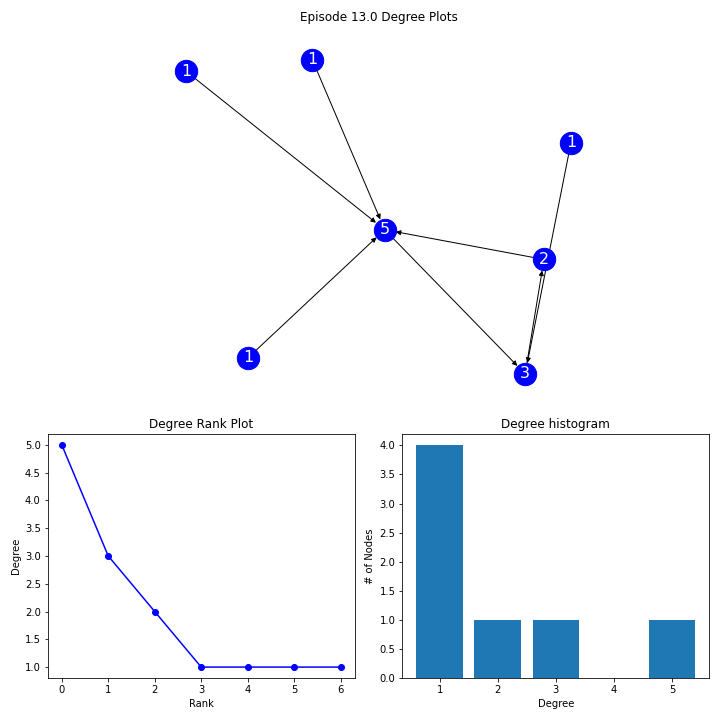 Episode 13.0 Degree Plots
1
1
1
5
2
1
3
Degree Rank Plot
Degree
5.0
4.5
4.0
3.5
3.0
2.5
2.0
1.5
1.0
0 1 2 3 4 5 6
Rank
Degree histogram
# of Nodes
4.0
3.5
3.0
2.5
2.0
1.5
1.0
0.5
0.0
1 2 3 4 5
Degree